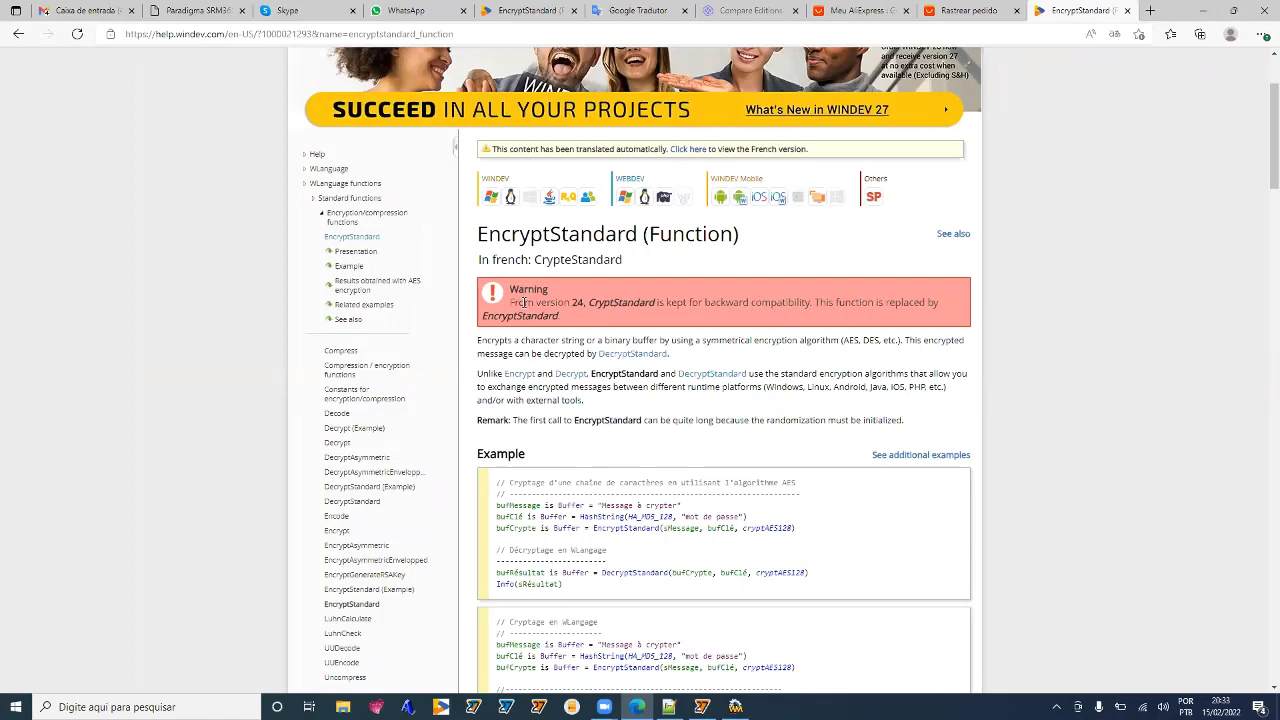 Caixa de entrada (
Paradigma SRM36
Skype
WhatsApp
Google Tradutor
Compare Editions
Meu AliExpress: G
Rastrear pedido
EncryptStandard (F
https://help.windev.com/en-US/?1000021293&name=encryptstandard_function
and receive version 27
at no extra cost when
available (Excluding S&H)
SUCCEED IN ALL YOUR PROJECTS
What's New in WINDEV 27
This content has been translated automatically. Click here to view the French version.
WINDEV
WEBDEV
WINDEV Mobile
Others
SP
Help
WLanguage
WLanguage functions
Standard functions
Encryption/compression
functions
EncryptStandard
Presentation
Example
Results obtained with AES
encryption
Related examples
See also
Compress
Compression / encryption
functions
Constants for
encryption/compression
Decode
Decrypt (Example)
Decrypt
DecryptAsymmetric
DecryptAsymmetricEnvelopp...
DecryptStandard (Example)
DecryptStandard
Encode
Encrypt
EncryptAsymmetric
EncryptAsymmetricEnvelopped
EncryptGenerateRSAKey
EncryptStandard (Example)
EncryptStandard
LuhnCalculate
LuhnCheck
UUDecode
UUEncode
Uncompress
EncryptStandard (Function)
See also
In french: CrypteStandard
Warning
From version 24, CryptStandard is kept for backward compatibility. This function is replaced by
EncryptStandard.
Encrypts a character string or a binary buffer by using a symmetrical encryption algorithm (AES, DES, etc.). This encrypted
message can be decrypted by DecryptStandard.
Unlike Encrypt and Decrypt, EncryptStandard and DecryptStandard use the standard encryption algorithms that allow you
to exchange encrypted messages between different runtime platforms (Windows, Linux, Android, Java, iOS, PHP, etc.)
and/or with external tools.
Remark: The first call to EncryptStandard can be quite long because the randomization must be initialized.
Example
See additional examples
// Cryptage d'une chaîne de caractères en utilisant l'algorithme AES
// ------------------------------------------------------------------
bufMessage is Buffer = "Message à crypter"
bufClé is Buffer = HashString(HA_MD5_128, "mot de passe")
bufCrypte is Buffer = EncryptStandard(sMessage, bufClé, cryptAES128)
// Décryptage en WLangage
-------------------------
bufRésultat is Buffer = DecryptStandard(bufCrypte, bufClé, cryptAES128)
Info(sRésultat)
// Cryptage en WLangage
// ---------------------
bufMessage is Buffer = "Message à crypter"
bufClé is Buffer = HashString(HA_MD5_128, "mot de passe")
bufCrypte is Buffer = EncryptStandard(sMessage, bufClé, cryptAES128)
//---------------------------------------------------------------
Digite aqui para pesquisar
POR
PTB
20:33
15/02/2022